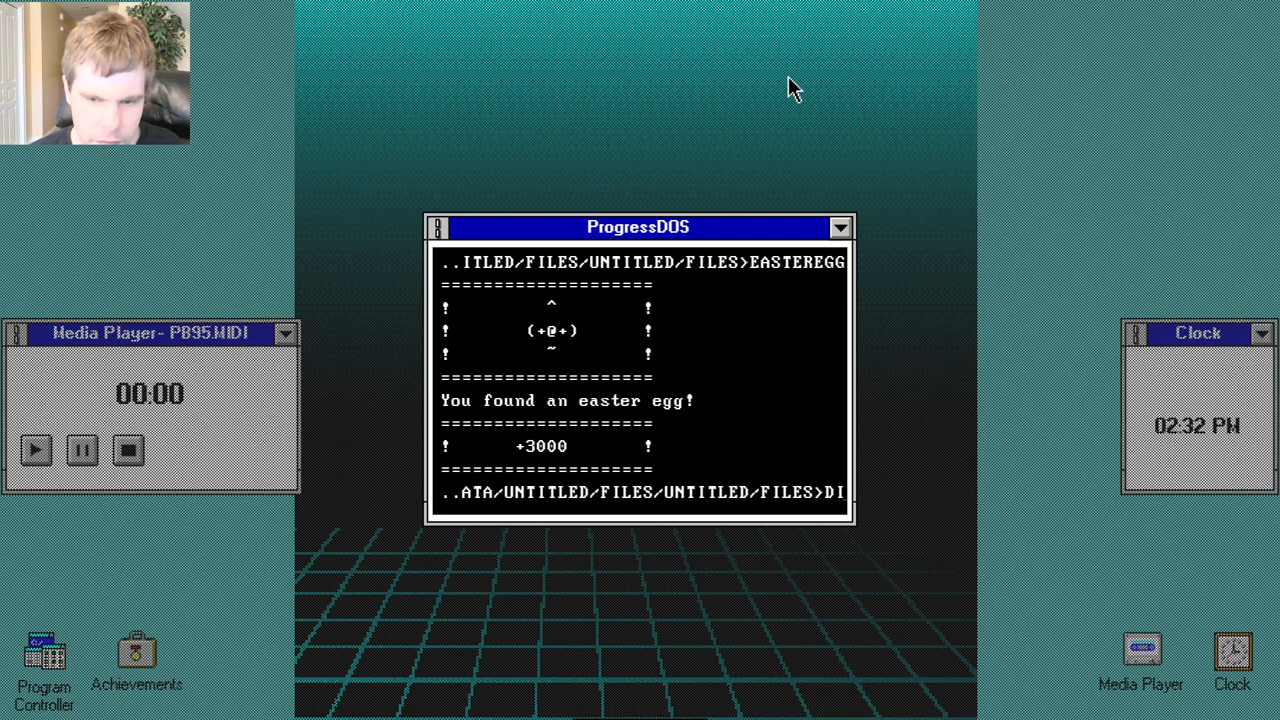 ProgressDOS
..ITLED/FILES/UNTITLED/FILES>EASTEREGG
====================
! ^ !
! (+@+) !
! ~ !
====================
You found an easter egg!
====================
! +3000 !
====================
..ATA/UNTITLED/FILES/UNTITLED/FILES>DI
Media Player- PB95.MIDI
00:00
Clock
02:32 PM
Program
Controller
Achievements
Media Player
Clock